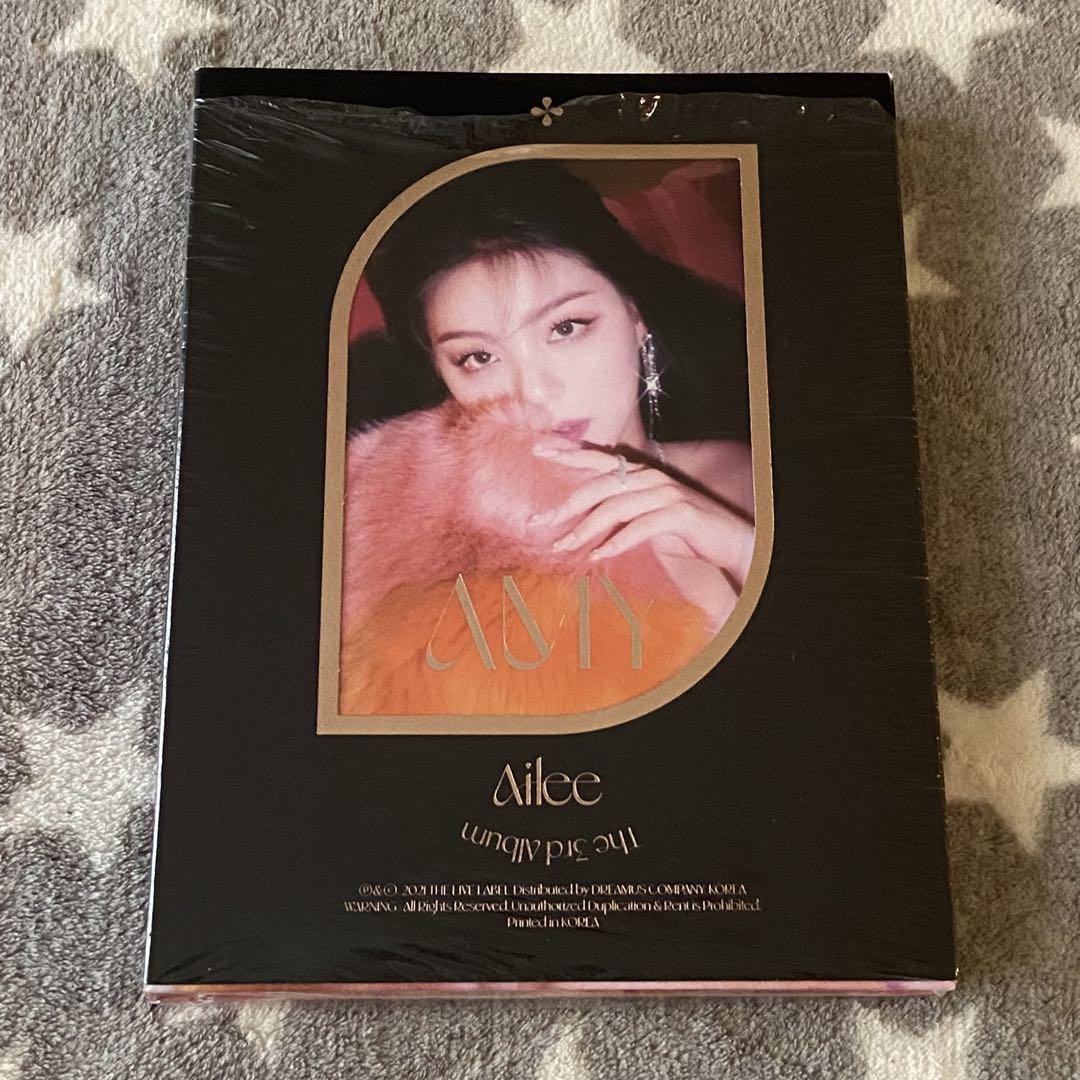 AMY
Ailee
The 3rd Album
Ⓟ&Ⓒ 2021 THE LIVE LABEL. Distributed by DREAMUS COMPANY KOREA
WARNING : All Rights Reserved. Unauthorized Duplication & Rent is Prohibited.
Printed in KOREA